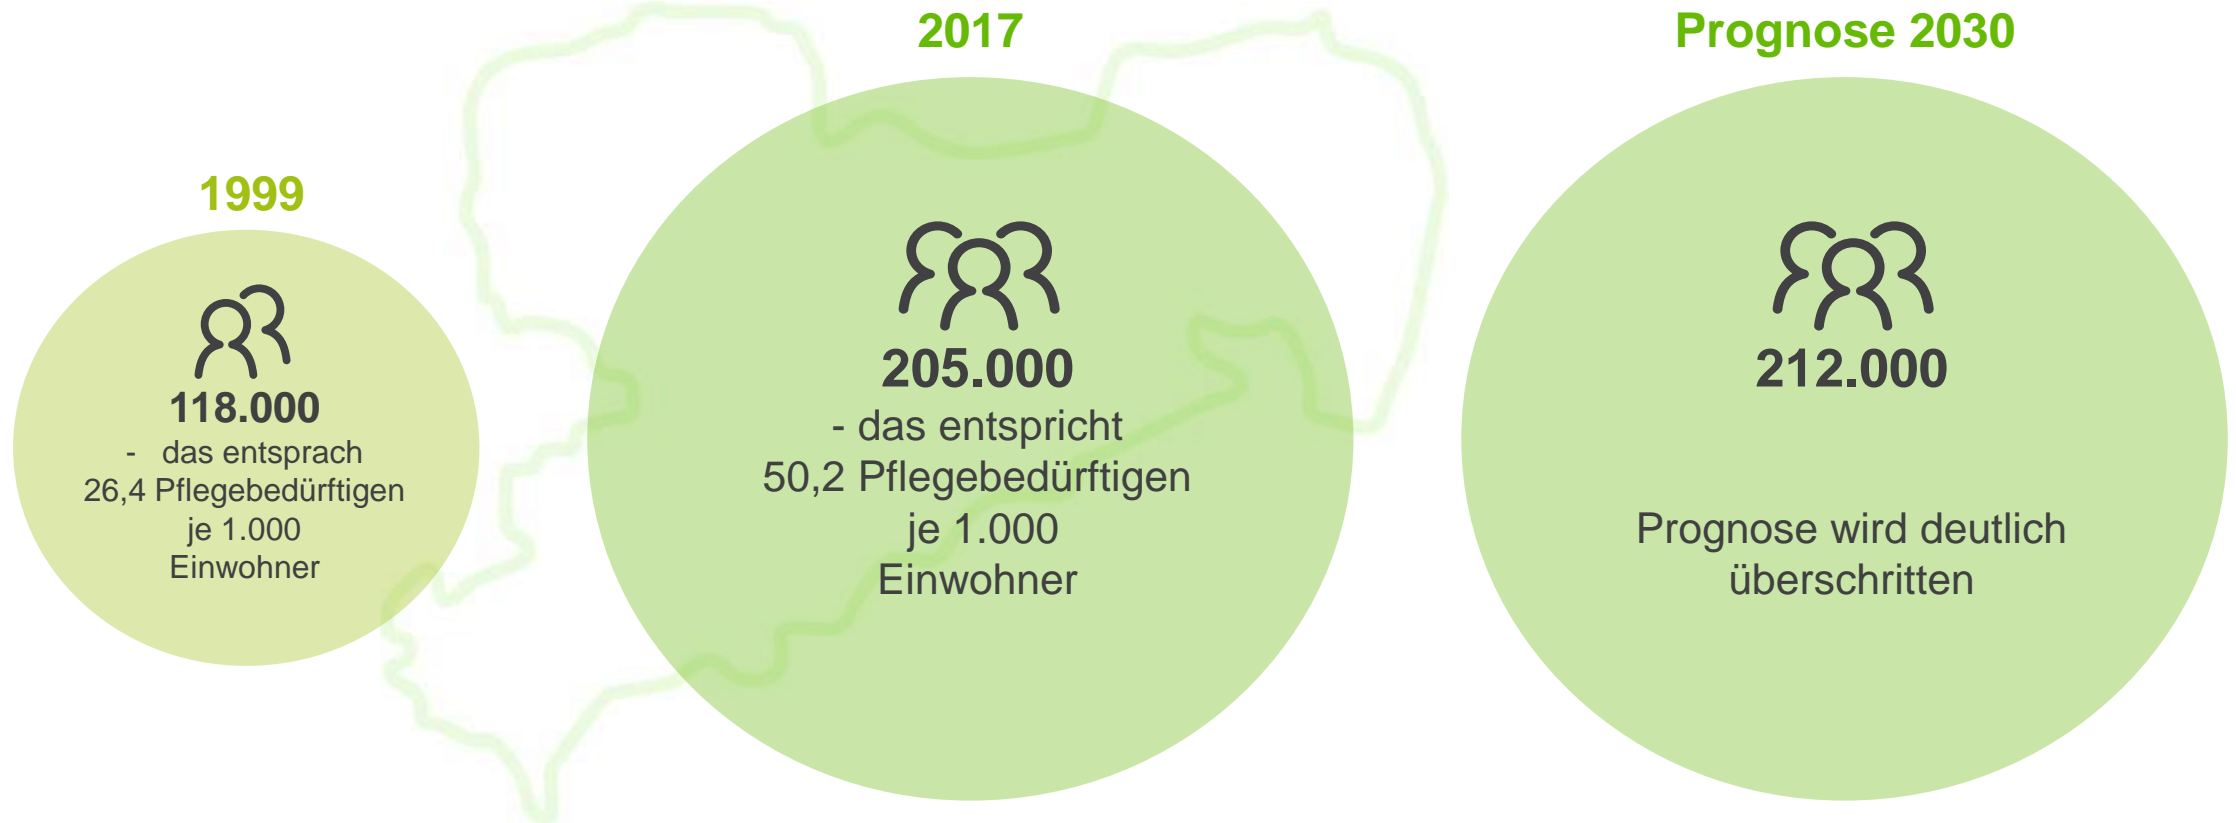 1999
118.000
- das entsprach
26,4 Pflegebedürftigen
je 1.000
Einwohner
2017
205.000
- das entspricht
50,2 Pflegebedürftigen
je 1.000
Einwohner
Prognose 2030
212.000
Prognose wird deutlich
überschritten